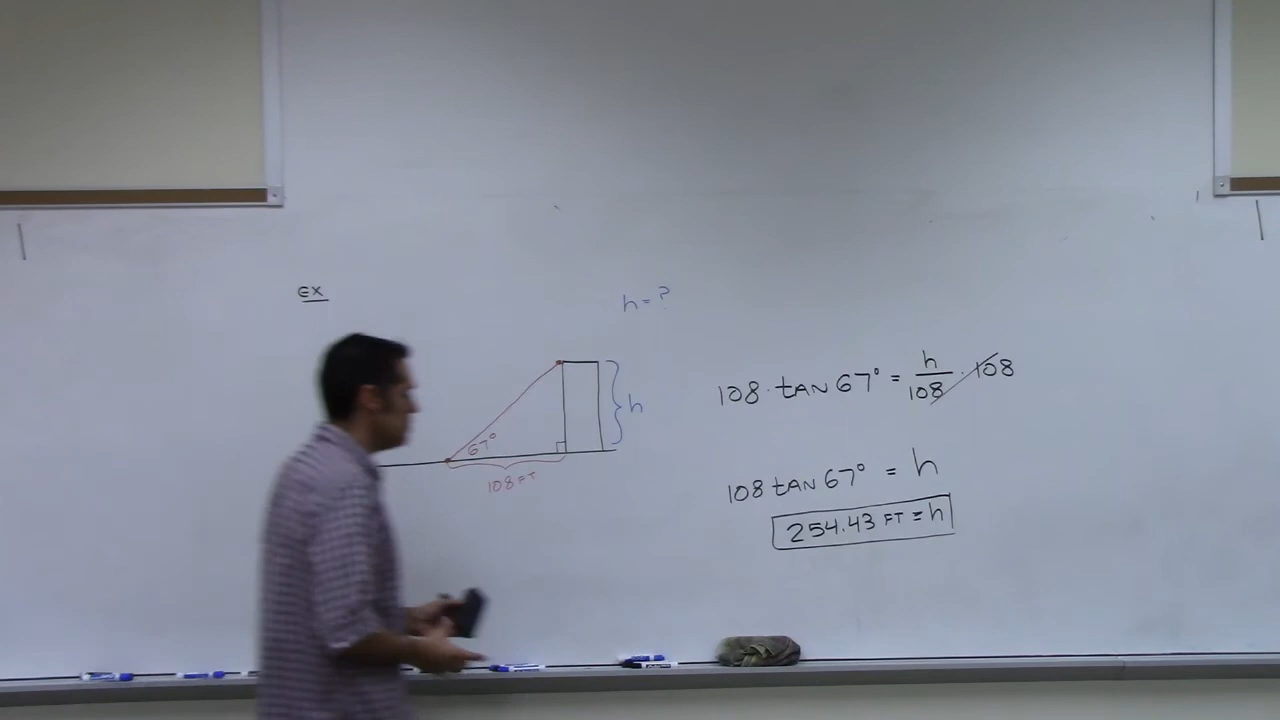 EX
h = ?
67°
h
108 FT
108 · TAN 67° = h/108 · 108
108 TAN 67° = h
254.43 FT = h